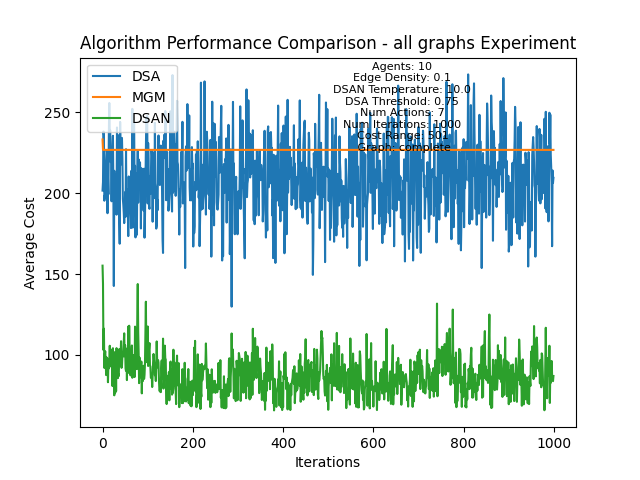 Algorithm Performance Comparison - all graphs Experiment
DSA
MGM
DSAN
Agents: 10
Edge Density: 0.1
DSAN Temperature: 10.0
DSA Threshold: 0.75
Num Actions: 7
Num Iterations: 1000
Cost Range: 501
Graph: complete
250
200
150
100
Average Cost
0
200
400
600
800
1000
Iterations